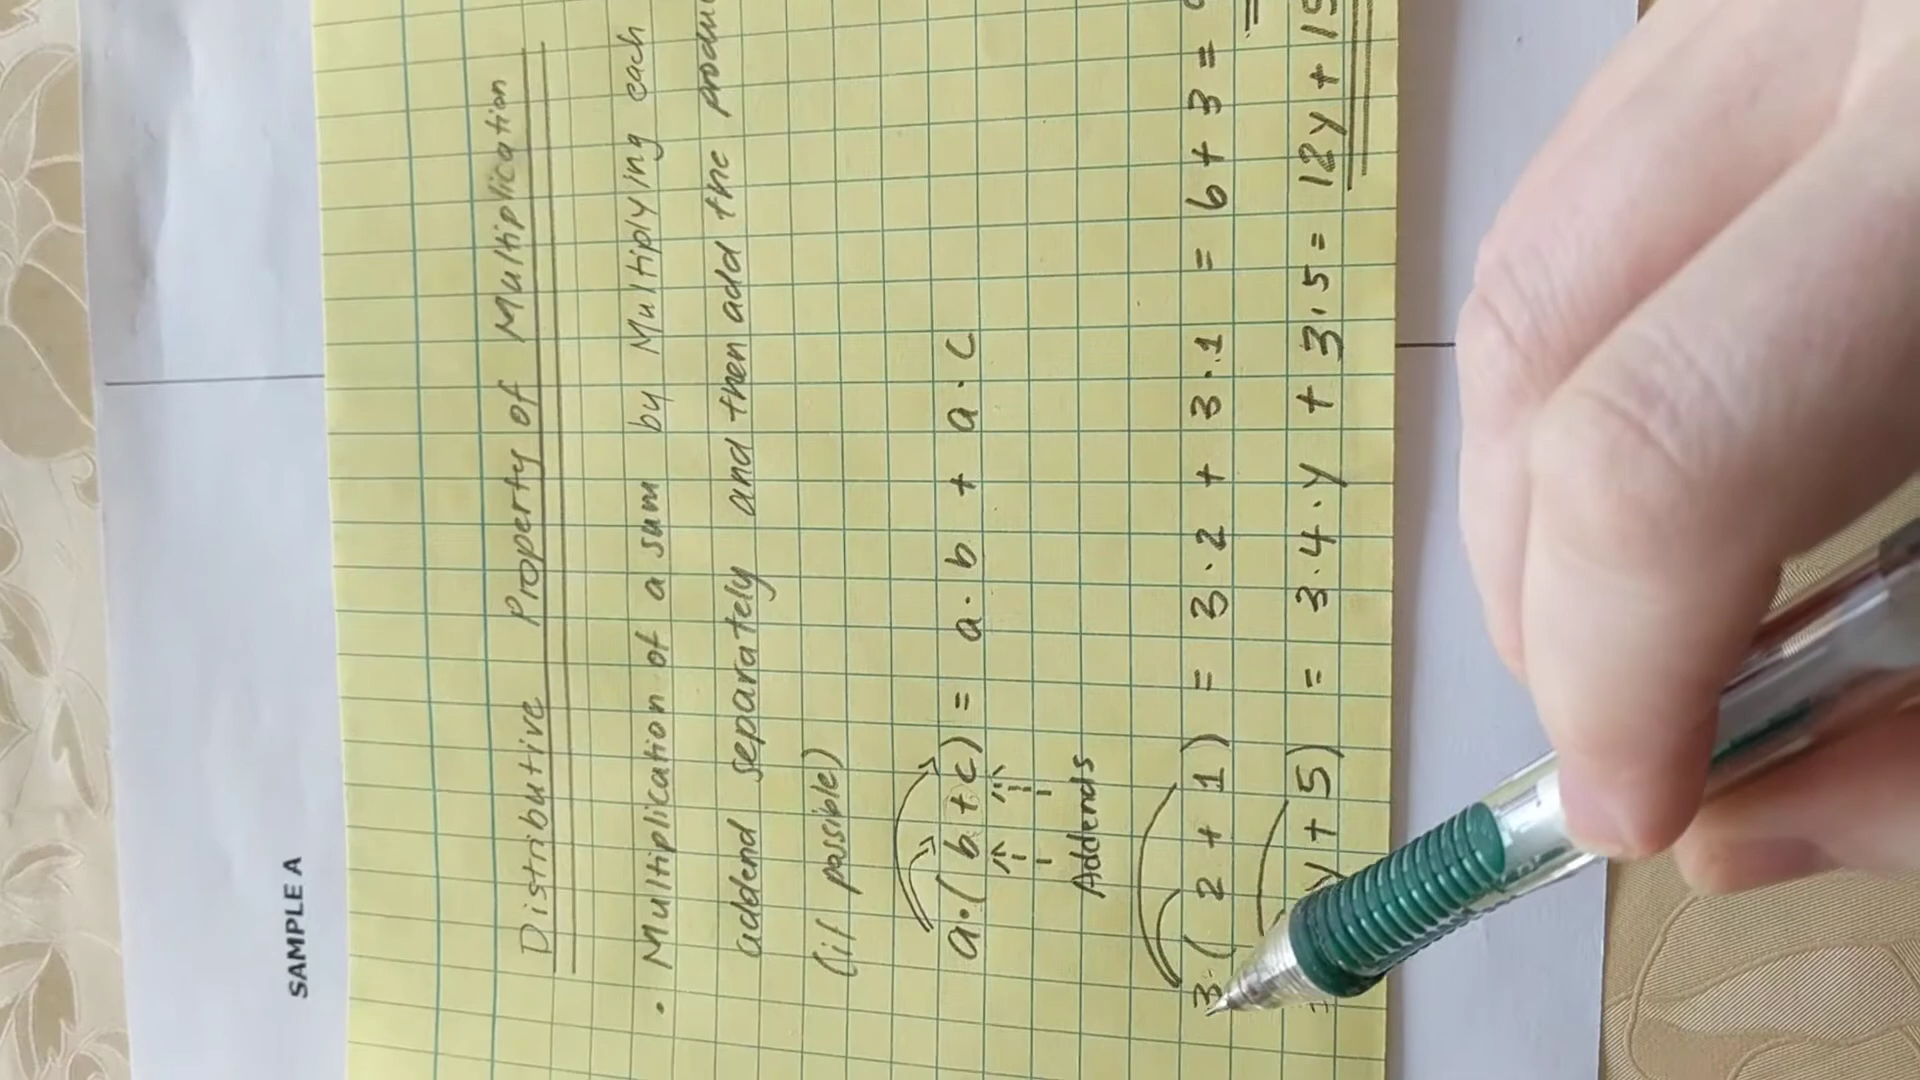 SAMPLE A
Distributive Property of Multiplication
• Multiplication of a sum by Multiplying each
addend separately and then add the
(if possible)
a·(b+c) = a·b + a·c
Addends
3·(2+1) = 3·2 + 3·1 = 6+3=
y+5) = 3·4·y + 3·5 = 12y+15